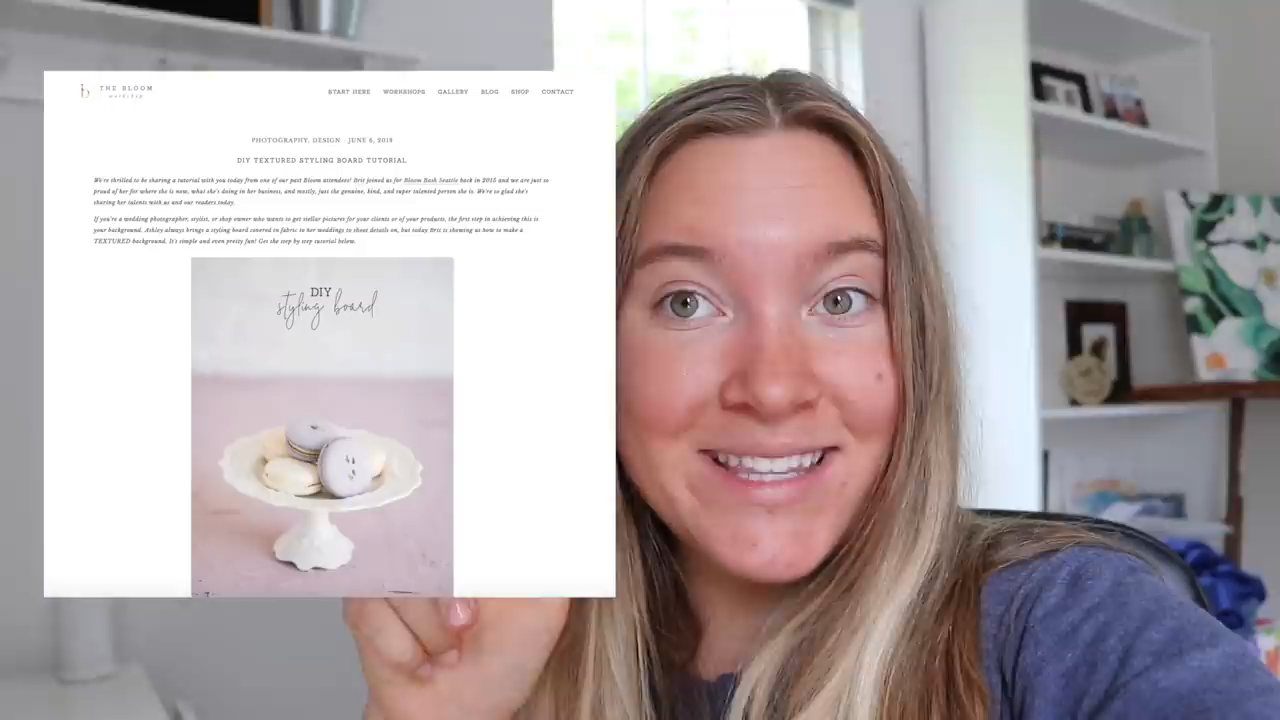 THE BLOOM
workshop
START HERE WORKSHOPS GALLERY BLOG SHOP CONTACT
PHOTOGRAPHY, DESIGN · JUNE 6, 2018
DIY TEXTURED STYLING BOARD TUTORIAL
We're thrilled to be sharing a tutorial with you today from one of our past Bloom attendees! Brit joined us for Bloom Bash Seattle back in 2015 and we are just so
proud of her for where she is now, what she's doing in her business, and mostly, just the genuine, kind, and super talented person she is. We're so glad she's
sharing her talents with us and our readers today.
If you're a wedding photographer, stylist, or shop owner who wants to get stellar pictures for your clients or of your products, the first step in achieving this is
your background. Ashley always brings a styling board covered in fabric to her weddings to shoot details on, but today Brit is showing us how to make a
TEXTURED background. It's simple and even pretty fun! Get the step by step tutorial below.
DIY
styling board